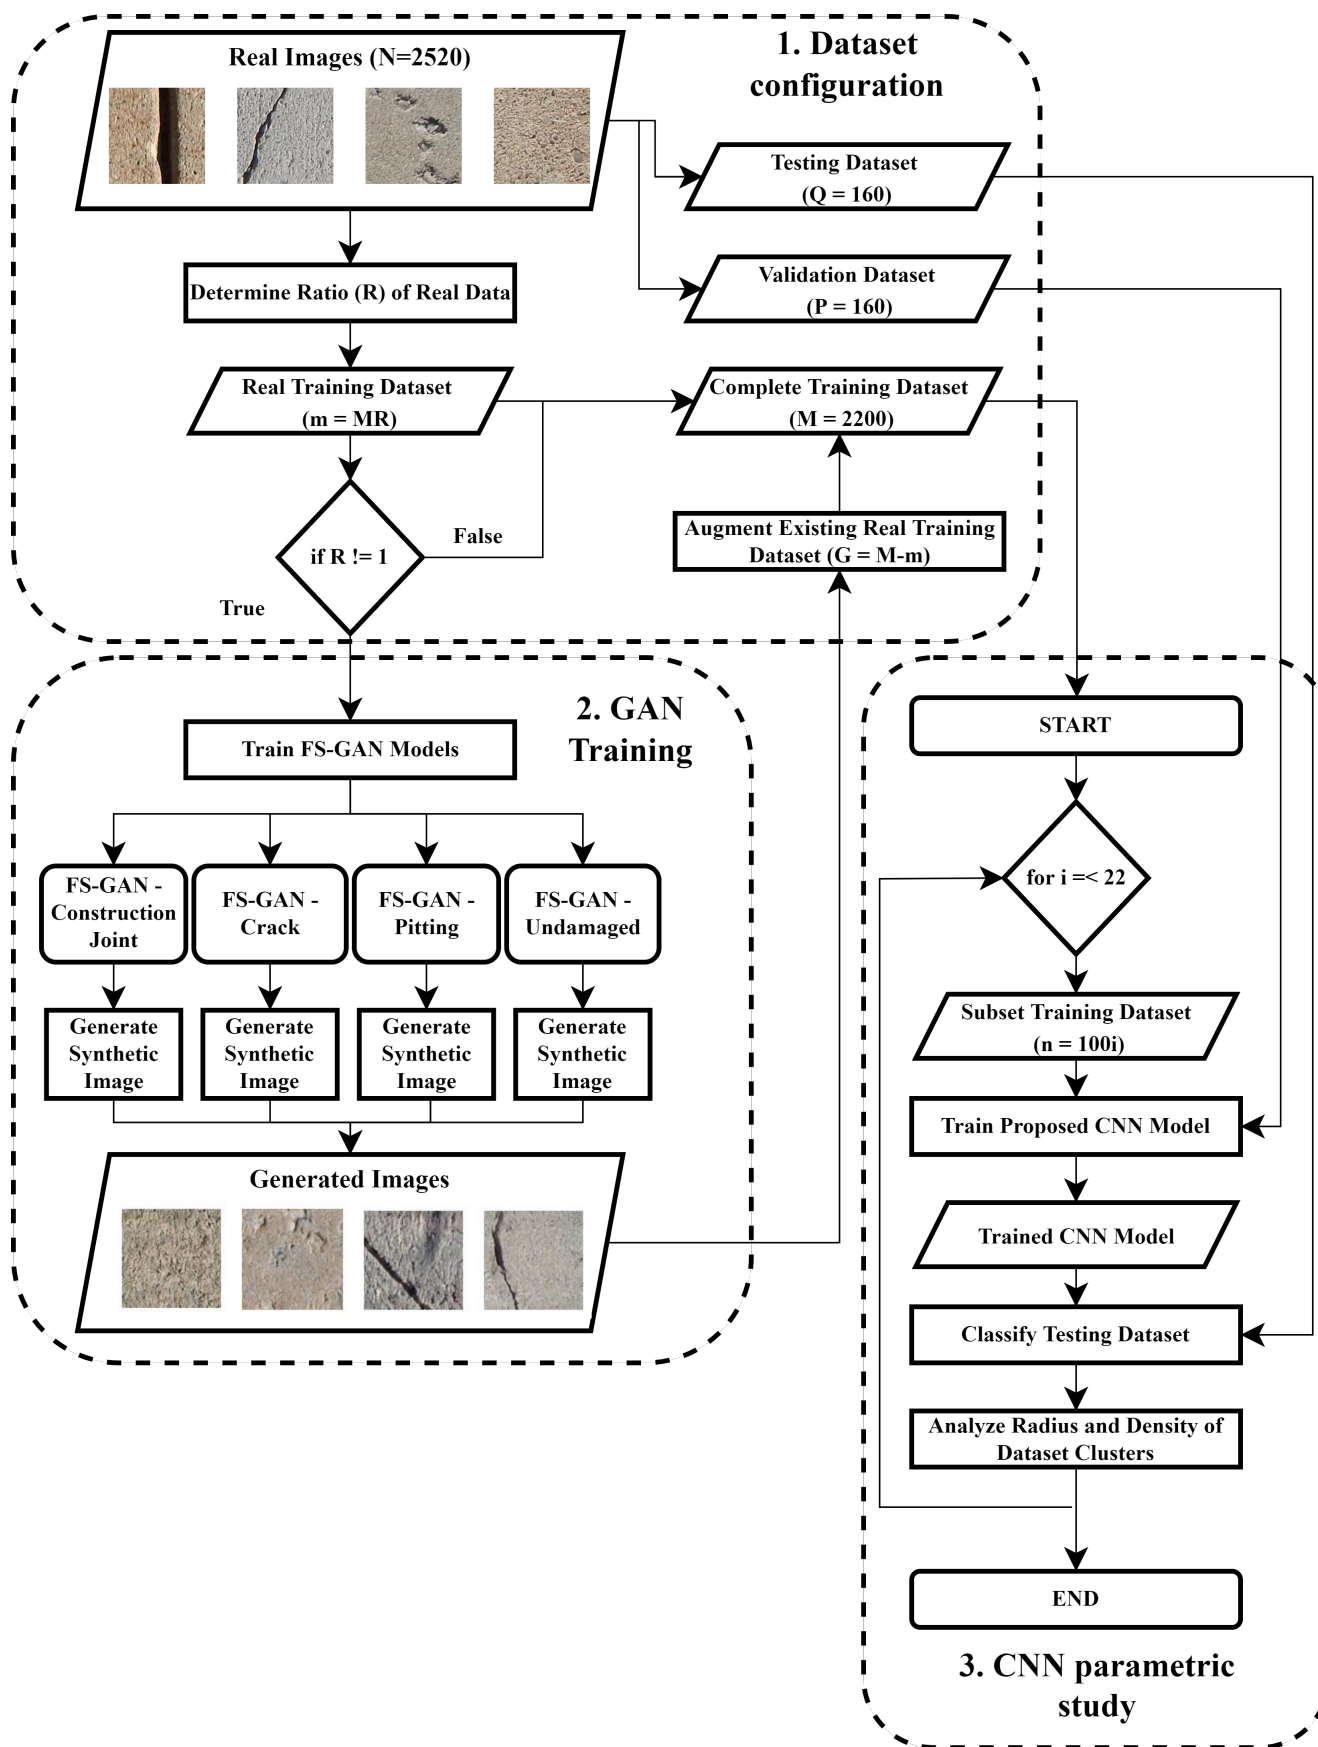 1. Dataset
configuration
Real Images (N=2520)
Testing Dataset
(Q = 160)
Determine Ratio (R) of Real Data
Validation Dataset
(P = 160)
Real Training Dataset
(m = MR)
Complete Training Dataset
(M = 2200)
if R != 1
False
True
Augment Existing Real Training
Dataset (G = M-m)
2. GAN
Training
Train FS-GAN Models
FS-GAN -
Construction
Joint
FS-GAN -
Crack
FS-GAN -
Pitting
FS-GAN -
Undamaged
Generate
Synthetic
Image
Generate
Synthetic
Image
Generate
Synthetic
Image
Generate
Synthetic
Image
Generated Images
START
for i =< 22
Subset Training Dataset
(n = 100i)
Train Proposed CNN Model
Trained CNN Model
Classify Testing Dataset
Analyze Radius and Density of
Dataset Clusters
END
3. CNN parametric
study